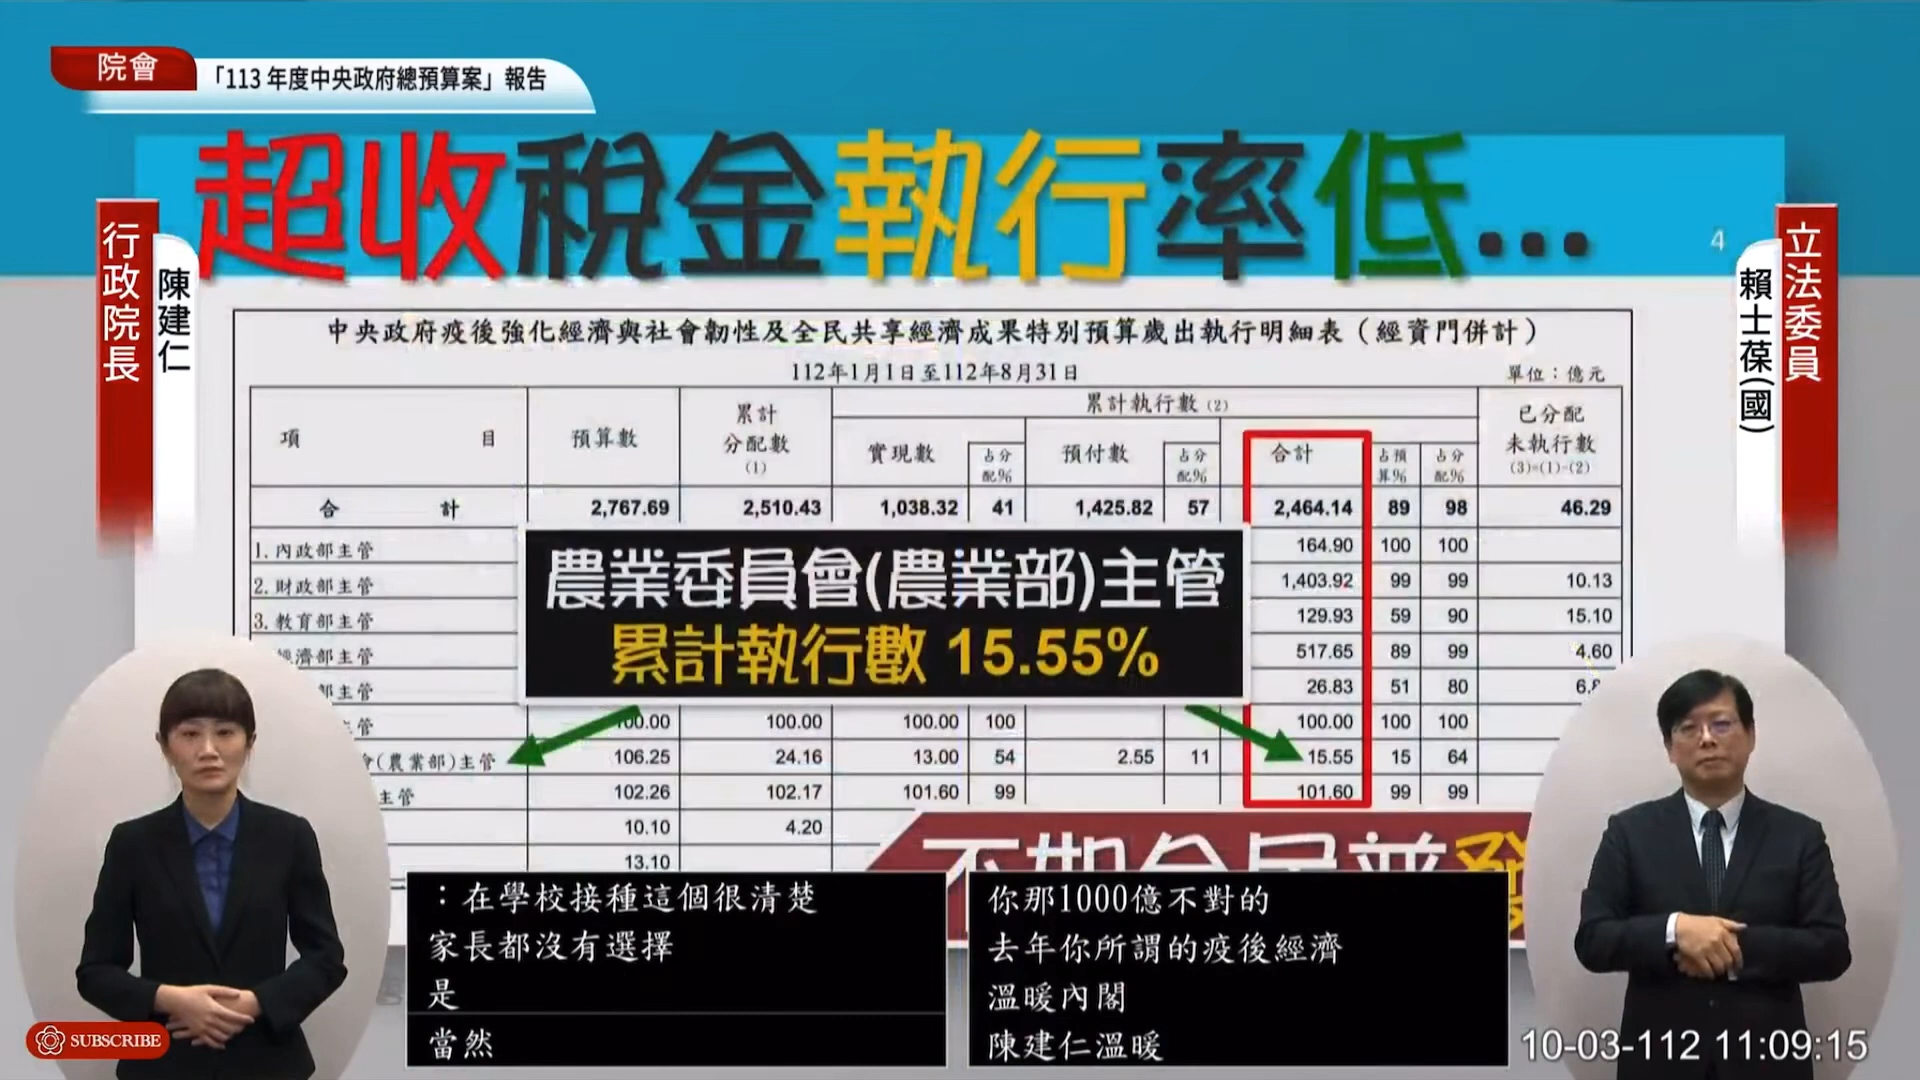 院會
「113 年度中央政府總預算案」報告
超收稅金執行率低...
4
行政院長
陳建仁
立法委員
賴士葆(國)
中央政府疫後強化經濟與社會韌性及全民共享經濟成果特別預算歲出執行明細表（經資門併計）
112年1月1日至112年8月31日
單位：億元
項 目 預算數 累計分配數(1) 累計執行數(2) 已分配未執行數(3)=(1)-(2)
實現數 占分配% 預付數 占分配% 合計 占預算% 占分配%
合 計 2,767.69 2,510.43 1,038.32 41 1,425.82 57 2,464.14 89 98 46.29
1.內政部主管 164.90 100 100
2.財政部主管 1,403.92 99 99 10.13
3.教育部主管 129.93 59 90 15.10
濟部主管 517.65 89 99 4.60
部主管 26.83 51 80
主管 100.00 100.00 100 100.00 100 100
(農業部)主管 106.25 24.16 13.00 54 2.55 11 15.55 15 64
主管 102.26 102.17 101.60 99 101.60 99 99
10.10 4.20
13.10
農業委員會(農業部)主管
累計執行數 15.55%
：在學校接種這個很清楚
家長都沒有選擇
是
當然
你那1000億不對的
去年你所謂的疫後經濟
溫暖內閣
陳建仁溫暖
SUBSCRIBE
10-03-112 11:09:15